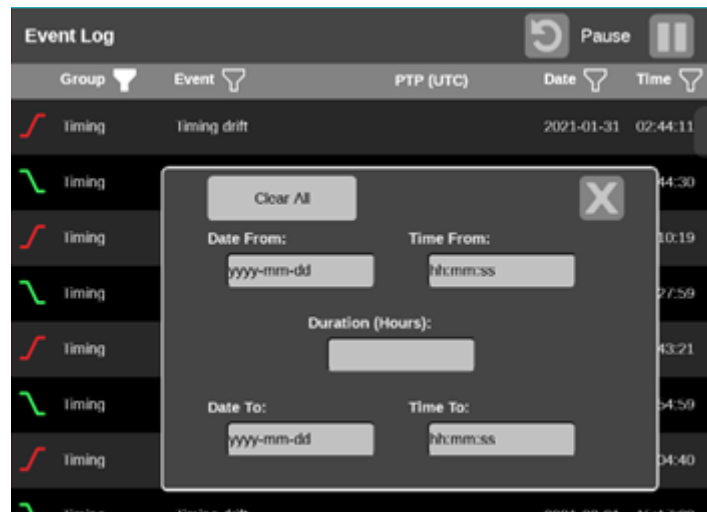 Event Log Pause
Group Event PTP (UTC) Date Time
Timing Timing drift 2021-01-31 02:44:11
Timing 44:30
Clear All X
Timing 10:19
Date From: Time From:
yyyy-mm-dd hh:mm:ss
Timing 27:59
Duration (Hours):
Timing 43:21
Timing 54:59
Date To: Time To:
yyyy-mm-dd hh:mm:ss
Timing 04:40